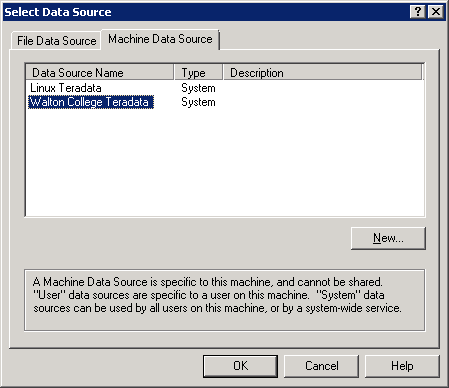 Select Data Source
File Data Source Machine Data Source
Data Source Name Type Description
Linux Teradata System
Walton College Teradata System
New...
A Machine Data Source is specific to this machine, and cannot be shared.
"User" data sources are specific to a user on this machine. "System" data
sources can be used by all users on this machine, or by a system-wide service.
OK Cancel Help